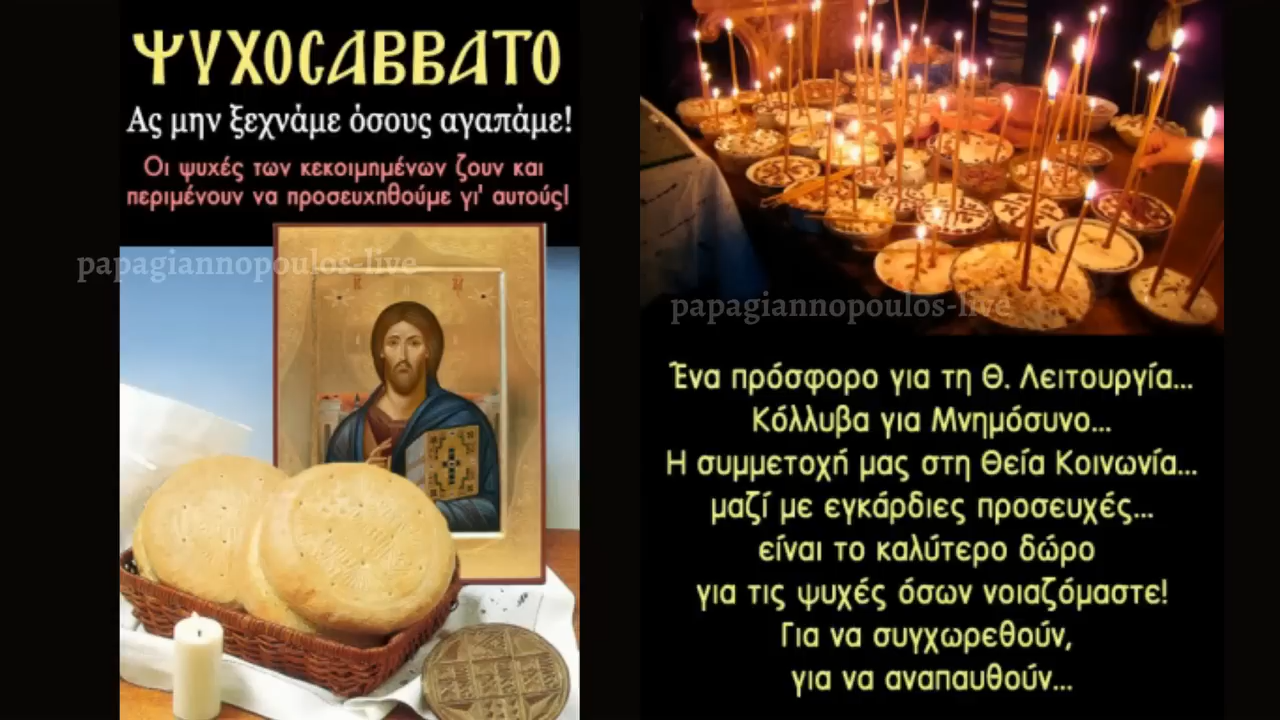 ΨΥΧΟΣΑΒΒΑΤΟ
Ας μην ξεχνάμε όσους αγαπάμε!
Οι ψυχές των κεκοιμημένων ζουν και
περιμένουν να προσευχηθούμε γι' αυτούς!
papagiannopoulos-live
papagiannopoulos-live
Ένα πρόσφορο για τη Θ. Λειτουργία...
Κόλλυβα για Μνημόσυνο...
Η συμμετοχή μας στη Θεία Κοινωνία...
μαζί με εγκάρδιες προσευχές...
είναι το καλύτερο δώρο
για τις ψυχές όσων νοιαζόμαστε!
Για να συγχωρεθούν,
για να αναπαυθούν...